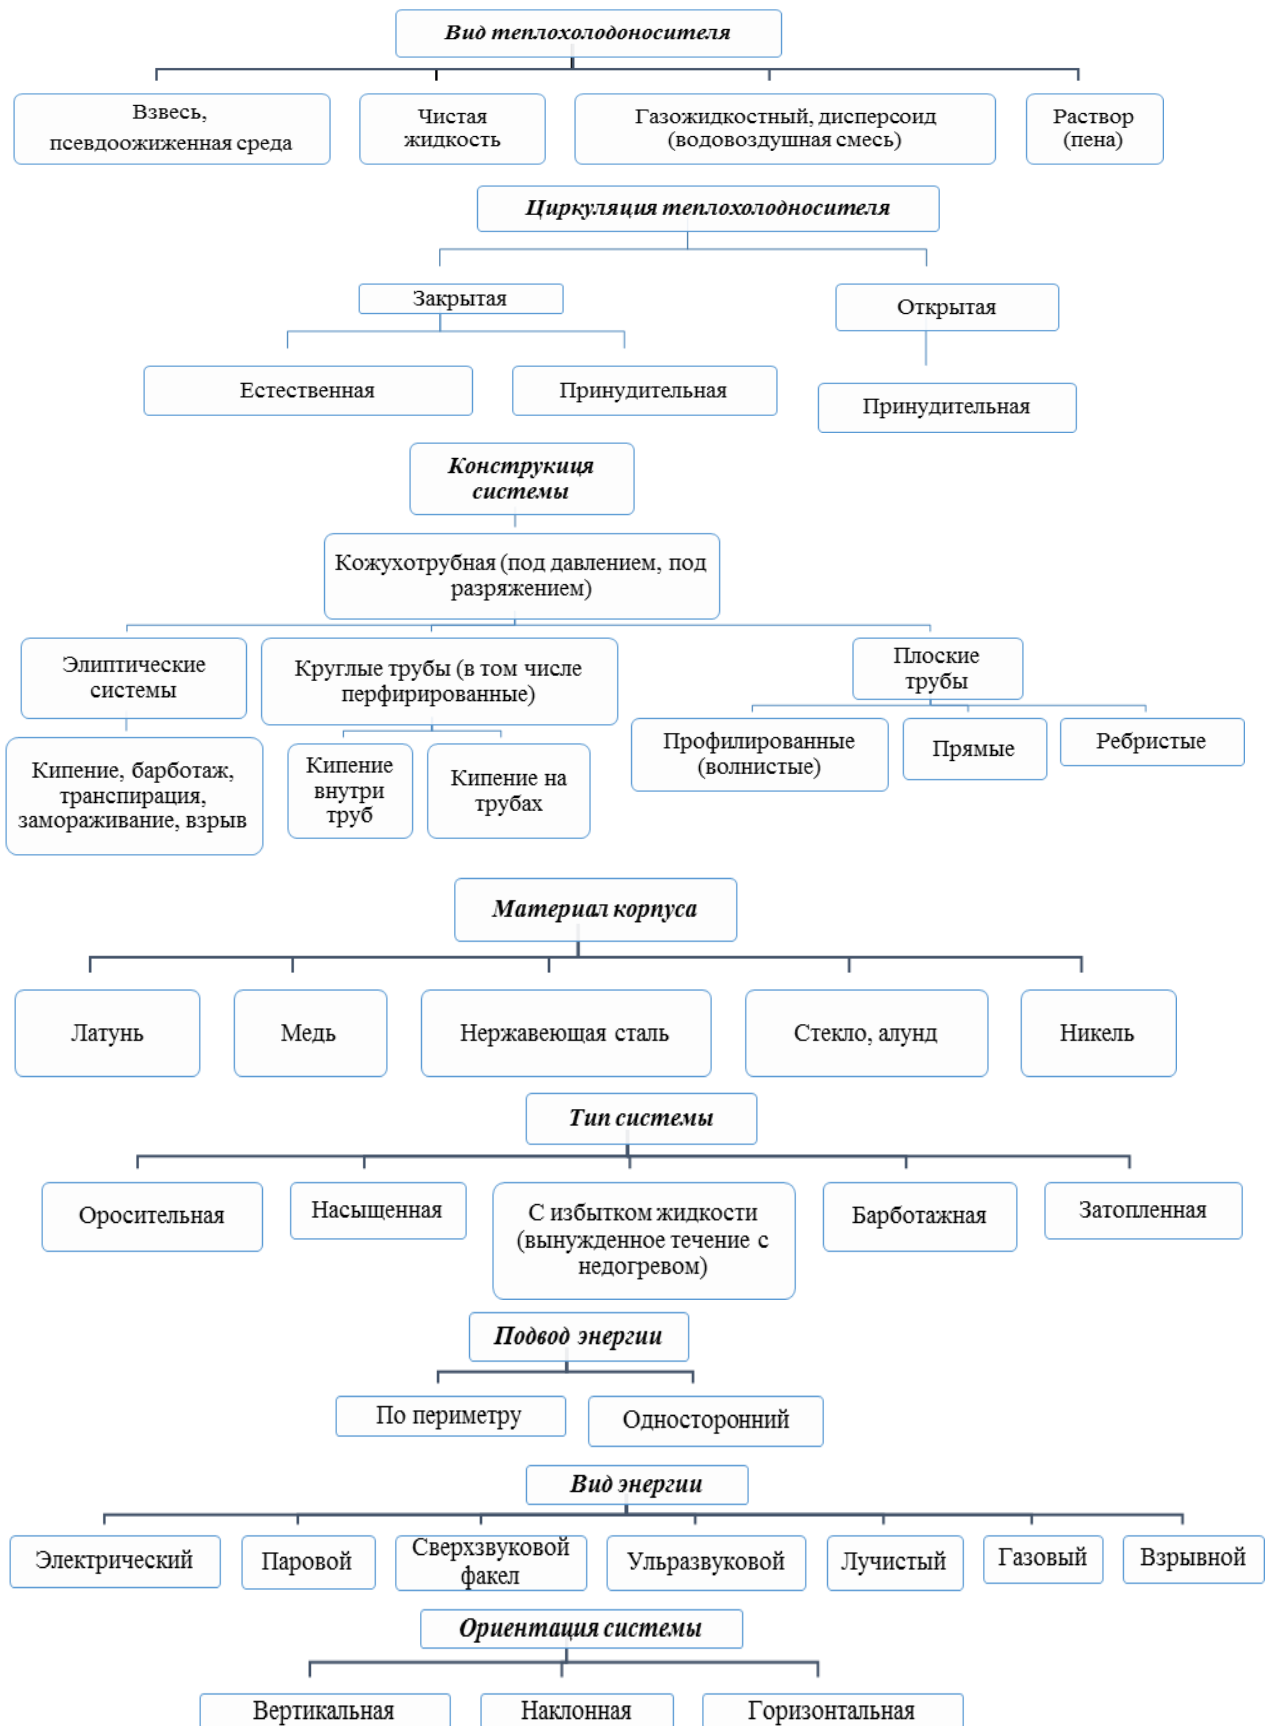 Вид теплохолодоносителя
Взвесь,
псевдоожиженная среда
Чистая
жидкость
Газожидкостный, дисперсоид
(водовоздушная смесь)
Раствор
(пена)
Циркуляция теплохолодносителя
Закрытая
Открытая
Естественная
Принудительная
Принудительная
Конструкиця
системы
Кожухотрубная (под давлением, под
разряжением)
Элиптические
системы
Круглые трубы (в том числе
перфирированные)
Плоские
трубы
Кипение, барботаж,
транспирация,
замораживание, взрыв
Кипение
внутри
труб
Кипение на
трубах
Профилированные
(волнистые)
Прямые
Ребристые
Материал корпуса
Латунь
Медь
Нержавеющая сталь
Стекло, алунд
Никель
Тип системы
Оросительная
Насыщенная
С избытком жидкости
(вынужденное течение с
недогревом)
Барботажная
Затопленная
Подвод энергии
По периметру
Односторонний
Вид энергии
Электрический
Паровой
Сверхзвуковой
факел
Ульразвуковой
Лучистый
Газовый
Взрывной
Ориентация системы
Вертикальная
Наклонная
Горизонтальная